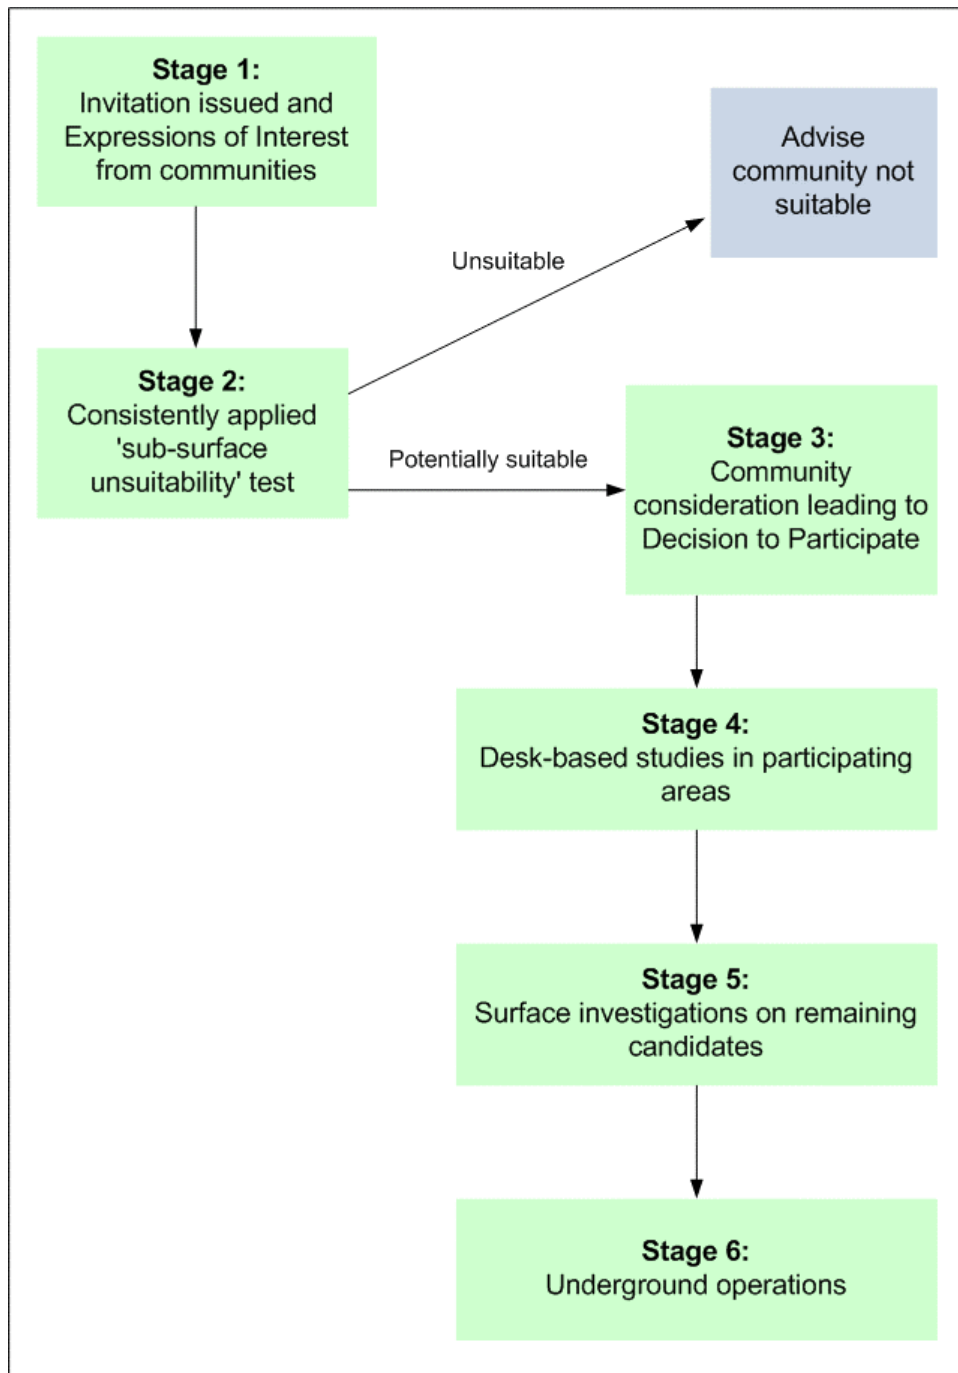 Stage 1:
Invitation issued and
Expressions of Interest
from communities
Advise
community not
suitable
Unsuitable
Stage 2:
Consistently applied
'sub-surface
unsuitability' test
Potentially suitable
Stage 3:
Community
consideration leading to
Decision to Participate
Stage 4:
Desk-based studies in participating
areas
Stage 5:
Surface investigations on remaining
candidates
Stage 6:
Underground operations